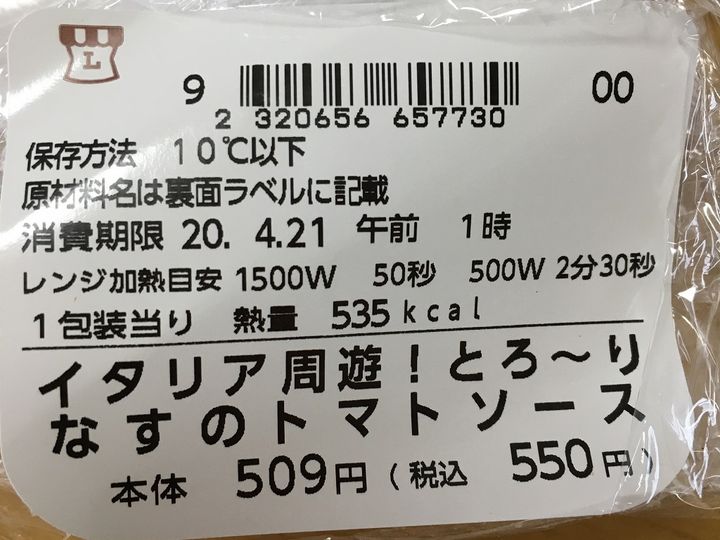 L
9 00
2 320656 657730
保存方法 10℃以下
原材料名は裏面ラベルに記載
消費期限 20. 4.21 午前 1時
レンジ加熱目安 1500W 50秒 500W 2分30秒
1包装当り 熱量 535kcal
イタリア周遊!とろ～り
なすのトマトソース
本体 509円(税込 550円)